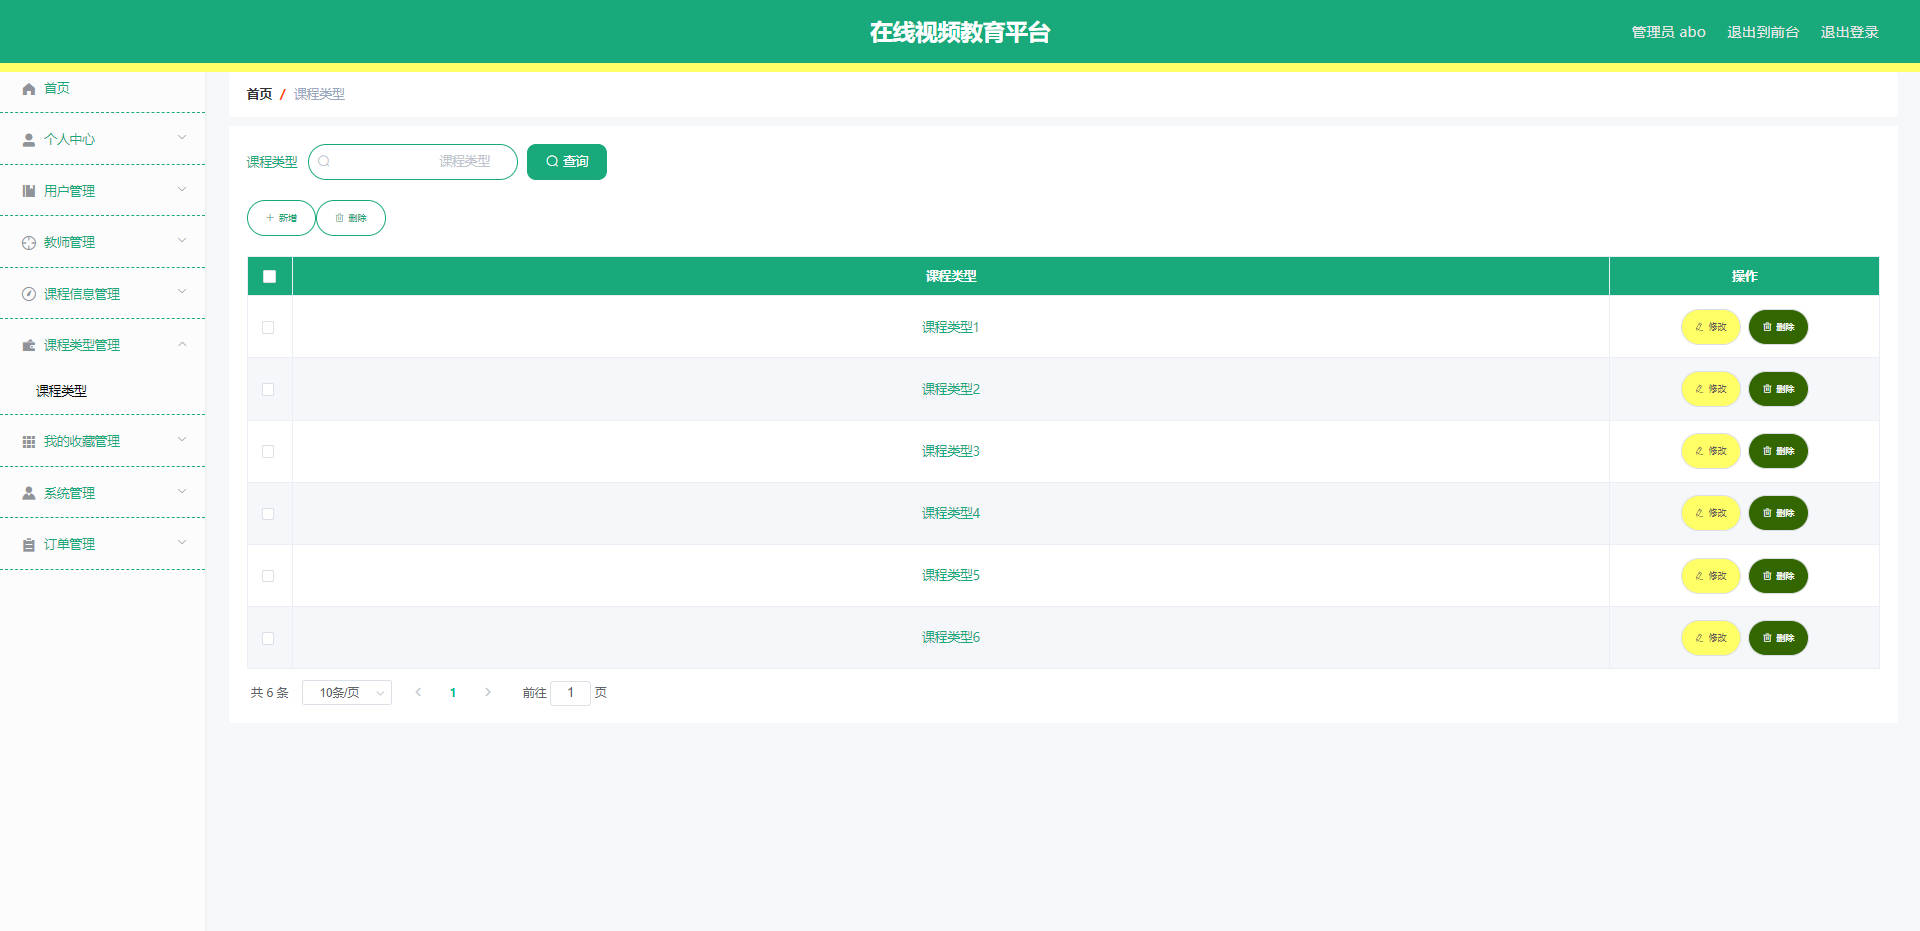 在线视频教育平台
管理员 abo 退出到前台 退出登录
首页
个人中心
用户管理
教师管理
课程信息管理
课程类型管理
课程类型
我的收藏管理
系统管理
订单管理
首页 / 课程类型
课程类型 课程类型 查询
新增 删除
课程类型 操作
课程类型1 修改 删除
课程类型2 修改 删除
课程类型3 修改 删除
课程类型4 修改 删除
课程类型5 修改 删除
课程类型6 修改 删除
共 6 条 10条/页 1 前往 1 页